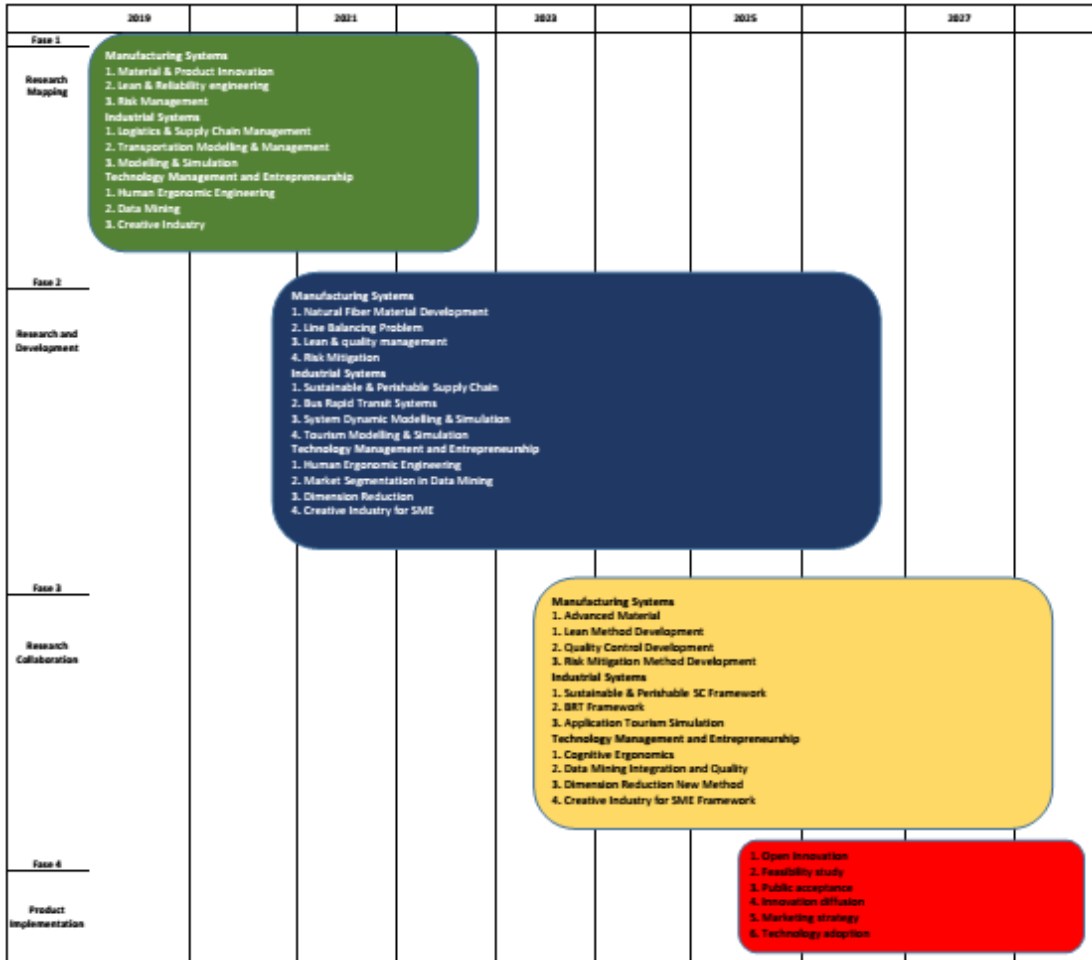 2019 2021 2023 2025 2027
Fase 1
Research
Mapping
Manufacturing Systems
1. Material & Product Innovation
2. Lean & Reliability engineering
3. Risk Management
Industrial Systems
1. Logistics & Supply Chain Management
2. Transportation Modelling & Management
3. Modelling & Simulation
Technology Management and Entrepreneurship
1. Human Ergonomic Engineering
2. Data Mining
3. Creative Industry
Fase 2
Research and
Development
Manufacturing Systems
1. Natural Fiber Material Development
2. Line Balancing Problem
3. Lean & quality management
4. Risk Mitigation
Industrial Systems
1. Sustainable & Perishable Supply Chain
2. Bus Rapid Transit Systems
3. System Dynamic Modelling & Simulation
4. Tourism Modelling & Simulation
Technology Management and Entrepreneurship
1. Human Ergonomic Engineering
2. Market Segmentation in Data Mining
3. Dimension Reduction
4. Creative Industry for SME
Fase 3
Research
Collaboration
Manufacturing Systems
1. Advanced Material
1. Lean Method Development
2. Quality Control Development
3. Risk Mitigation Method Development
Industrial Systems
1. Sustainable & Perishable SC Framework
2. BRT Framework
3. Application Tourism Simulation
Technology Management and Entrepreneurship
1. Cognitive Ergonomics
2. Data Mining Integration and Quality
3. Dimension Reduction New Method
4. Creative Industry for SME Framework
Fase 4
Product
Implementation
1. Open Innovation
2. Feasibility study
3. Public acceptance
4. Innovation diffusion
5. Marketing strategy
6. Technology adoption